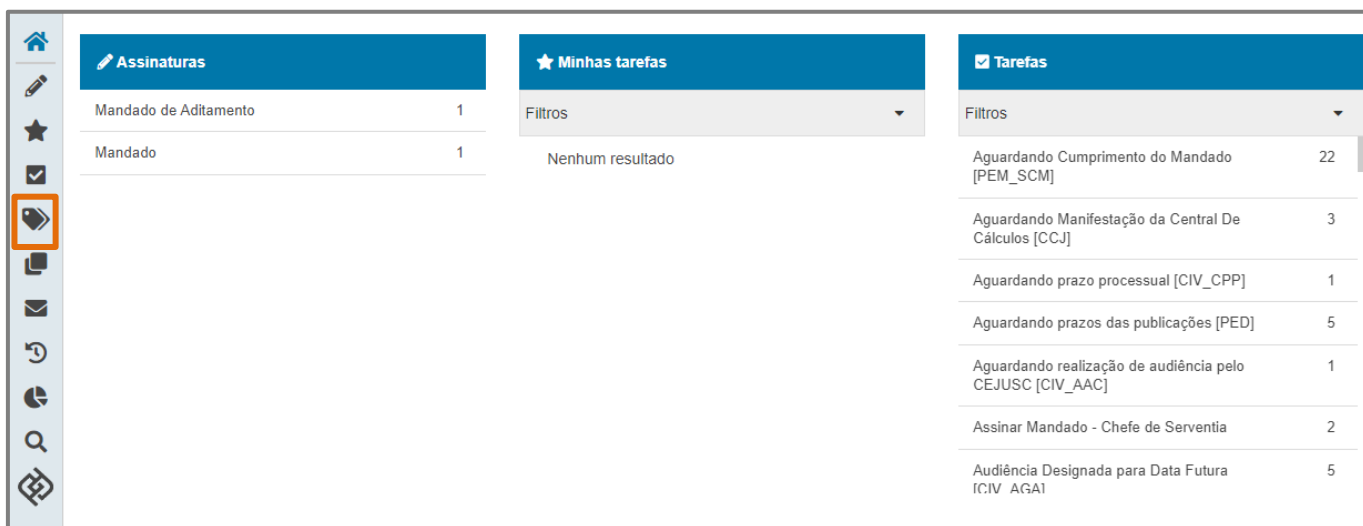 Assinaturas
Mandado de Aditamento 1
Mandado 1
Minhas tarefas
Filtros
Nenhum resultado
Tarefas
Filtros
Aguardando Cumprimento do Mandado 22
[PEM_SCM]
Aguardando Manifestação da Central De 3
Cálculos [CCJ]
Aguardando prazo processual [CIV_CPP] 1
Aguardando prazos das publicações [PED] 5
Aguardando realização de audiência pelo 1
CEJUSC [CIV_AAC]
Assinar Mandado - Chefe de Serventia 2
Audiência Designada para Data Futura 5
[CIV_AGA]